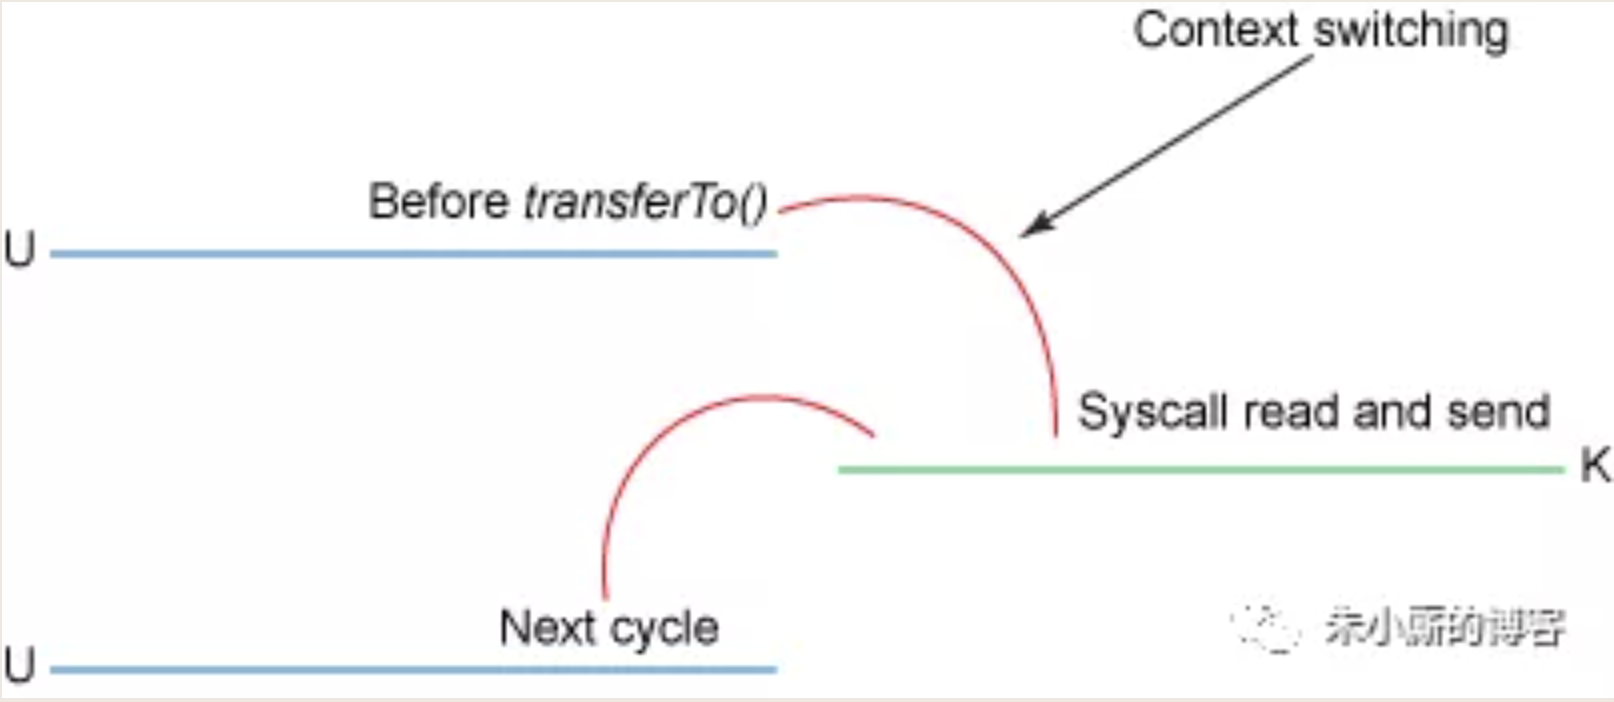 Context switching
Before transferTo()
U
Syscall read and send
K
Next cycle
U
朱小厮的博客